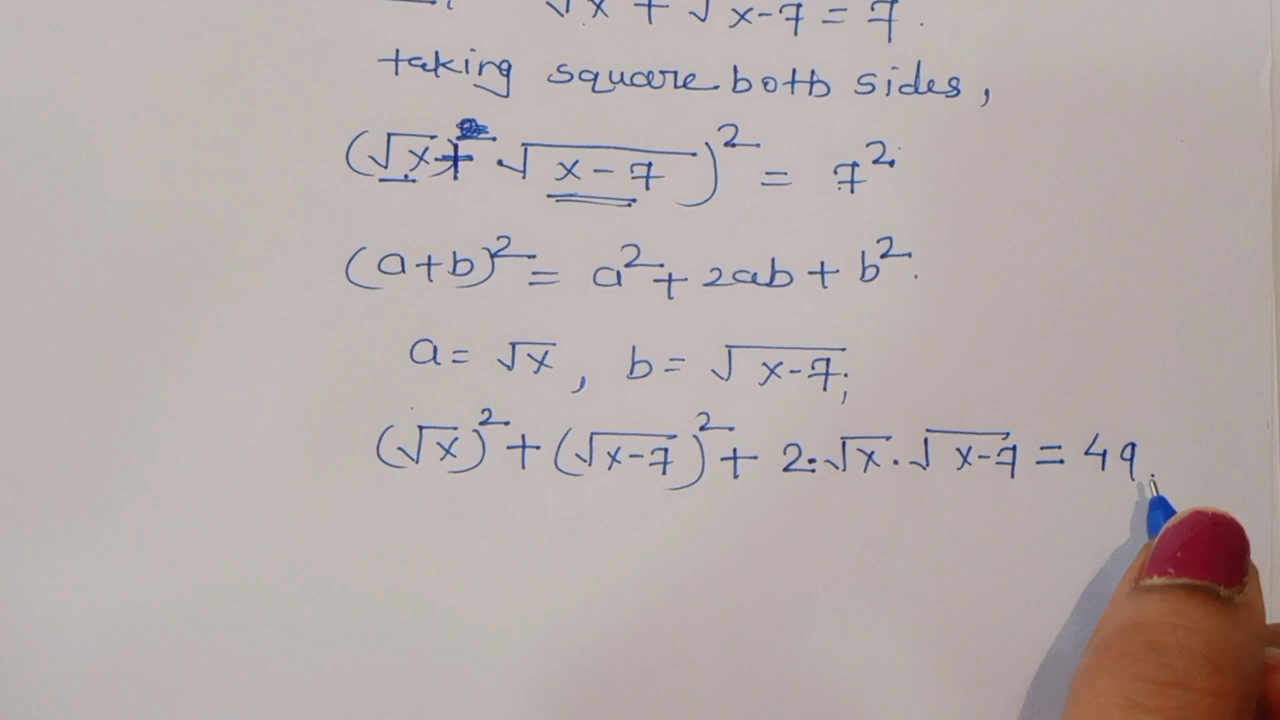 √x + √x-7 = 7.
taking square both sides,
(√x + √x-7)² = 7²
(a+b)² = a² + 2ab + b².
a = √x, b = √x-7;
(√x)² + (√x-7)² + 2·√x·√x-7 = 49.